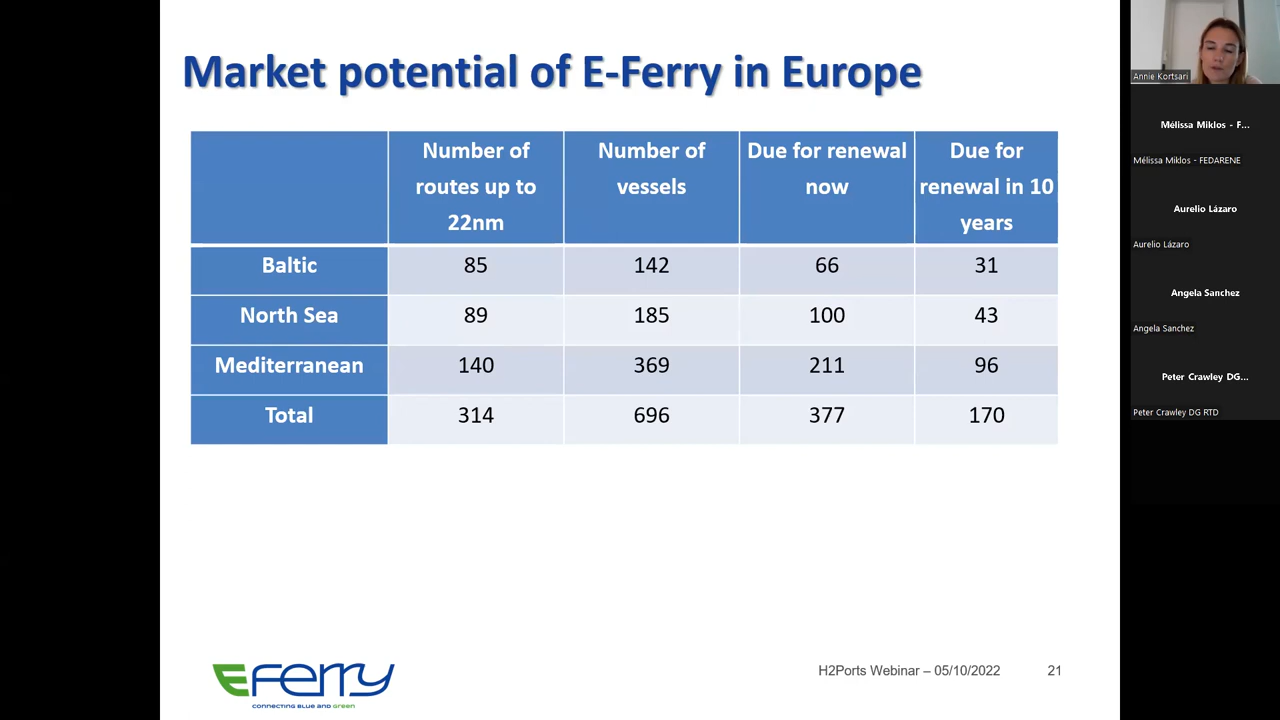 Market potential of E-Ferry in Europe
Number of routes up to 22nm
Number of vessels
Due for renewal now
Due for renewal in 10 years
Baltic 85 142 66 31
North Sea 89 185 100 43
Mediterranean 140 369 211 96
Total 314 696 377 170
EFerry
CONNECTING BLUE AND GREEN
H2Ports Webinar – 05/10/2022 21
Annie Kortsari
Mélissa Miklos - F...
Mélissa Miklos - FEDARENE
Aurelio Lázaro
Aurelio Lázaro
Angela Sanchez
Angela Sanchez
Peter Crawley DG...
Peter Crawley DG RTD